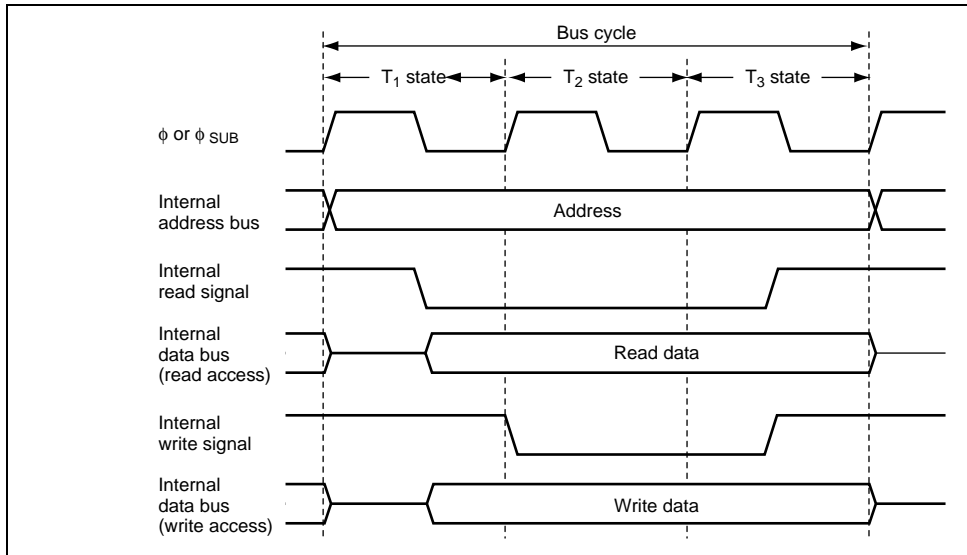 Bus cycle
T1 state
T2 state
T3 state
ϕ or ϕ SUB
Internal
address bus
Address
Internal
read signal
Internal
data bus
(read access)
Read data
Internal
write signal
Internal
data bus
(write access)
Write data